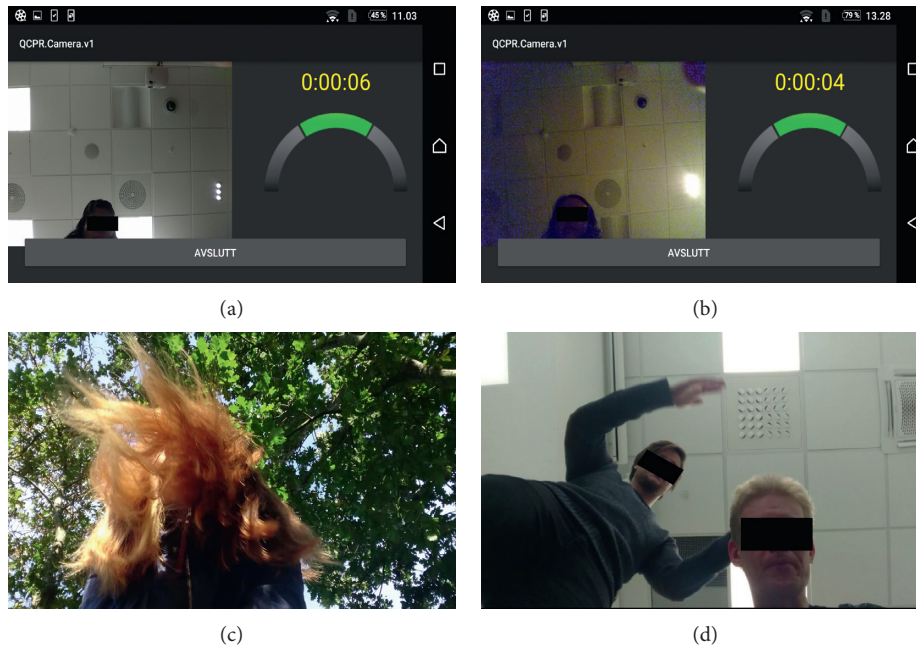 45 % 11.03
QCPR.Camera.v1
0:00:06
AVSLUTT
(a)
79 % 13.28
QCPR.Camera.v1
0:00:04
AVSLUTT
(b)
(c)
(d)